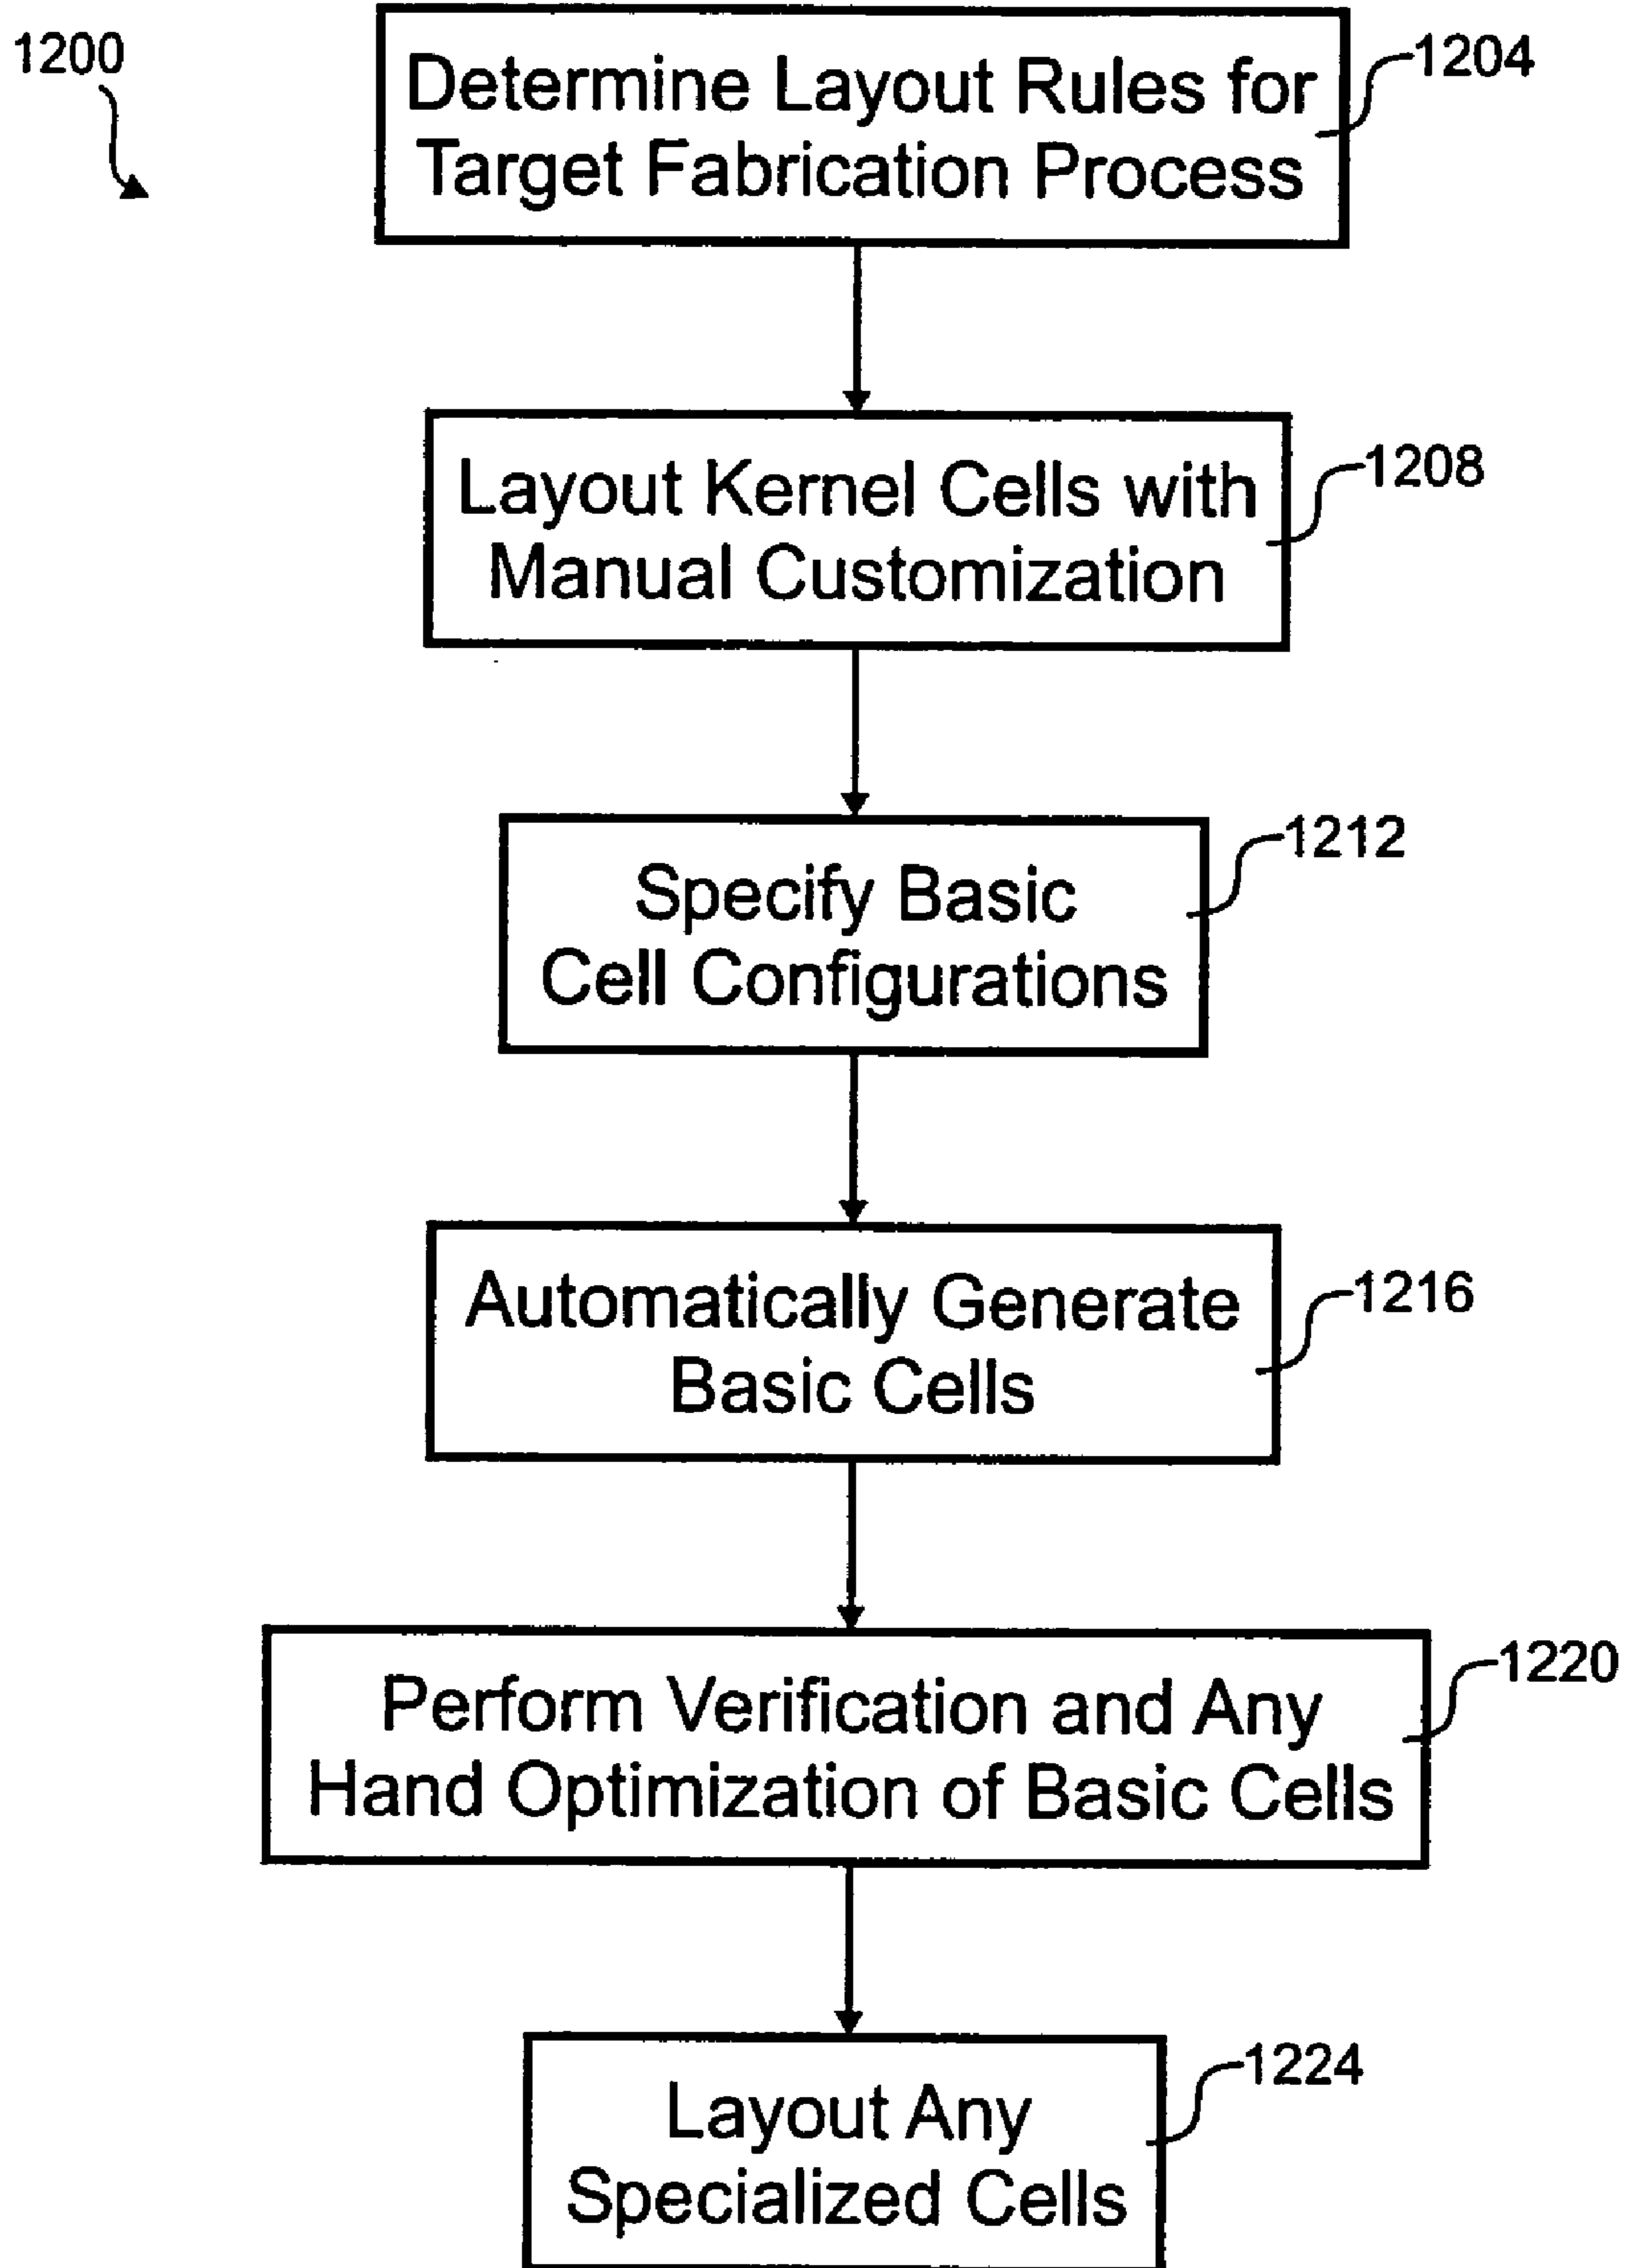 1200
Determine Layout Rules for
Target Fabrication Process
1204
Layout Kernel Cells with
Manual Customization
1208
Specify Basic
Cell Configurations
1212
Automatically Generate
Basic Cells
1216
Perform Verification and Any
Hand Optimization of Basic Cells
1220
Layout Any
Specialized Cells
1224